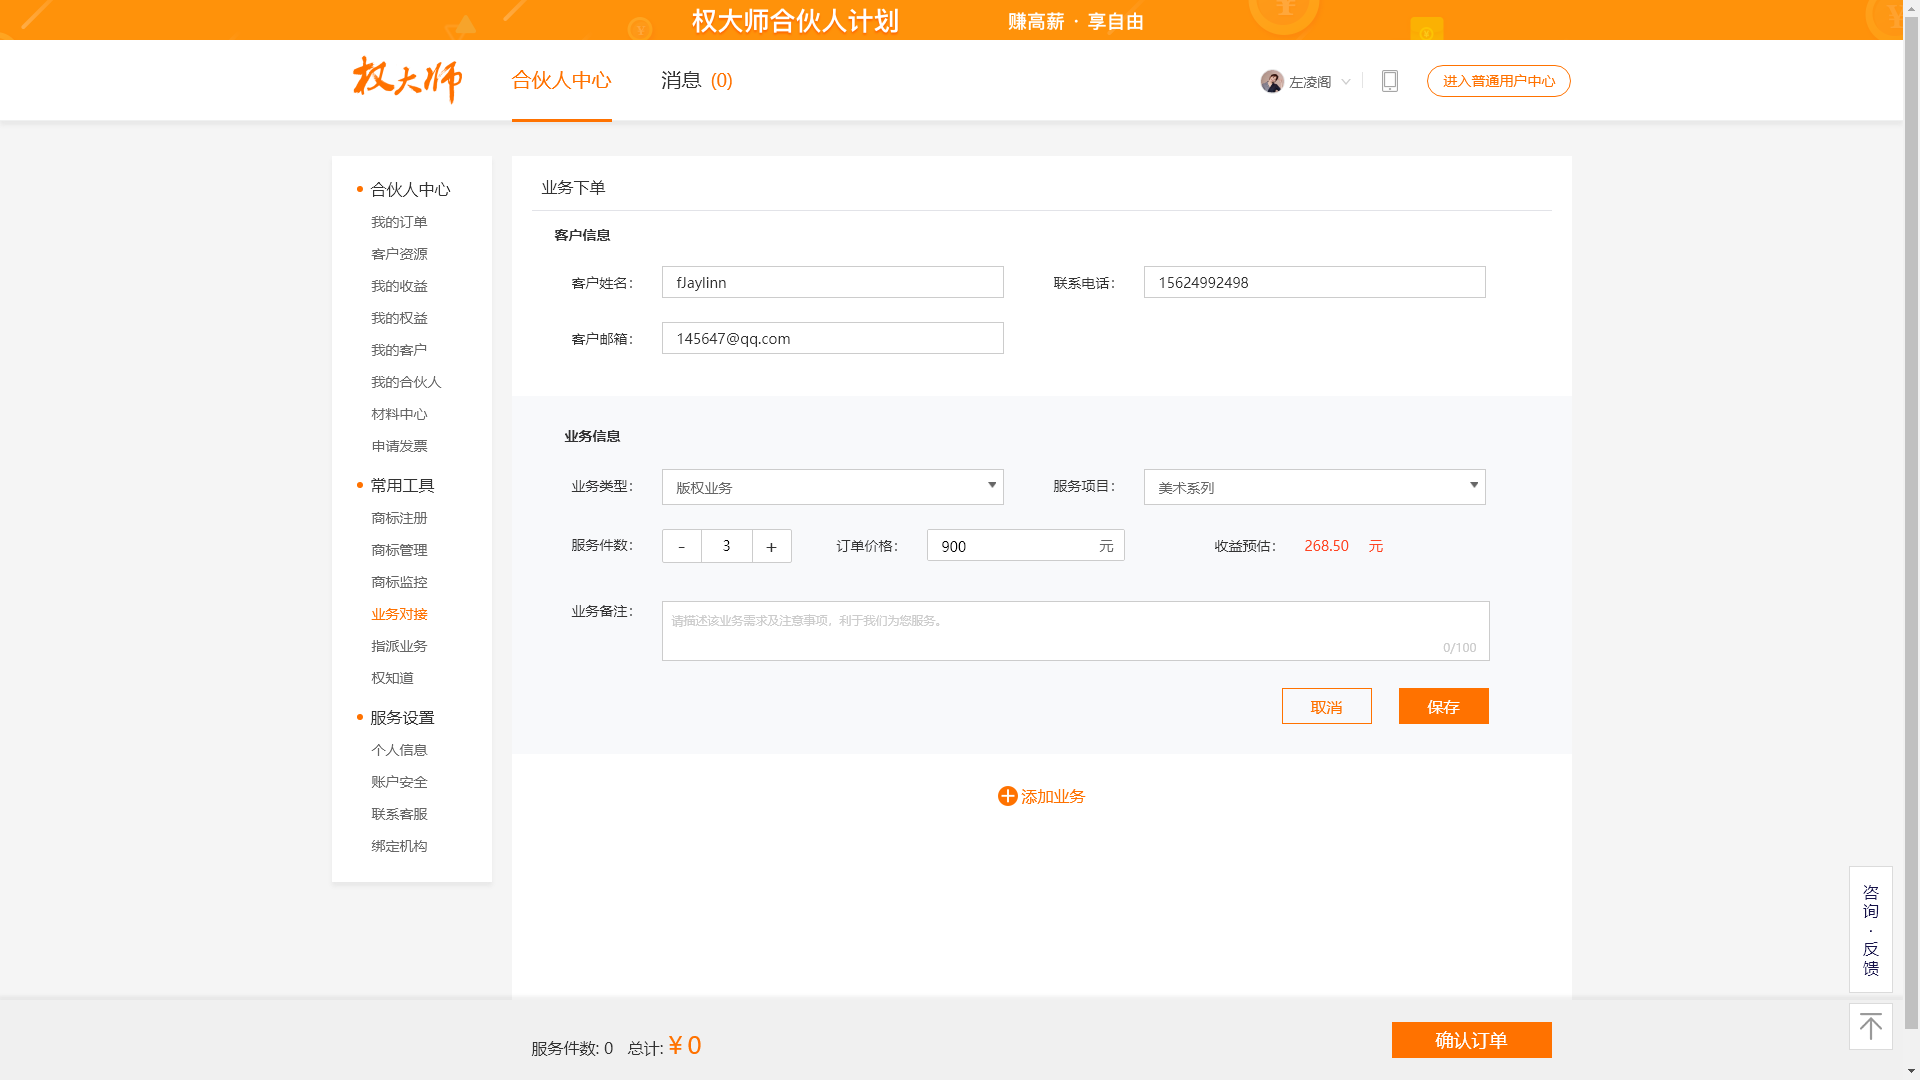 权大师合伙人计划 赚高薪 · 享自由
权大师 合伙人中心 消息 (0) 左凌阁 进入普通用户中心
合伙人中心
我的订单
客户资源
我的收益
我的权益
我的客户
我的合伙人
材料中心
申请发票
常用工具
商标注册
商标管理
商标监控
业务对接
指派业务
权知道
服务设置
个人信息
账户安全
联系客服
绑定机构
业务下单
客户信息
客户姓名: fJaylinn 联系电话: 15624992498
客户邮箱: 145647@qq.com
业务信息
业务类型: 版权业务 服务项目: 美术系列
服务件数: - 3 + 订单价格: 900 元 收益预估: 268.50 元
业务备注: 请描述该业务需求及注意事项，利于我们为您服务。
0/100
取消 保存
添加业务
咨询·反馈
服务件数: 0 总计: ¥ 0 确认订单